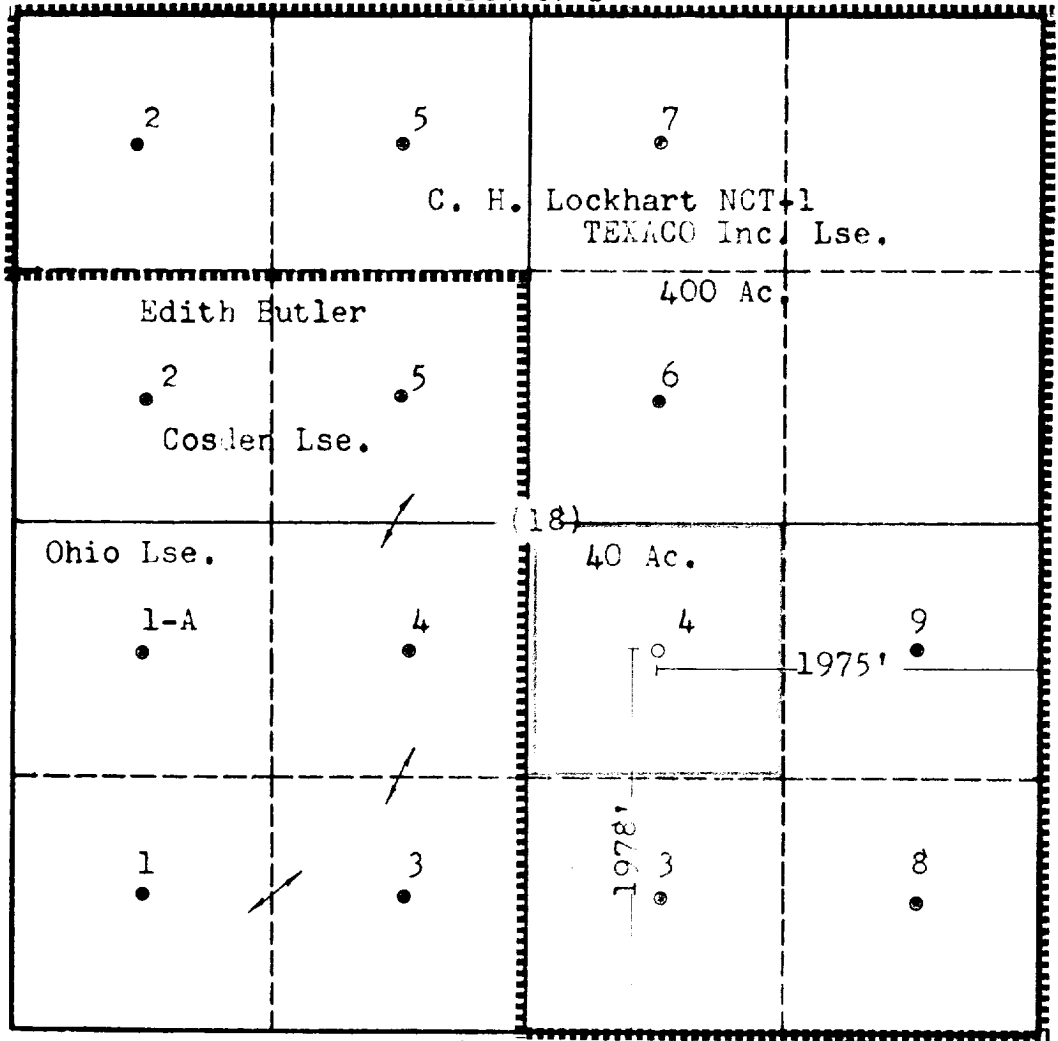 2 5 7
C. H. Lockhart NCT-1
TEXACO Inc. Lse.
400 Ac.
Edith Butler
2 5 6
Cosden Lse.
(18)
Ohio Lse. 40 Ac.
1-A 4 4 9
1975'
1978'
1 3 3 8